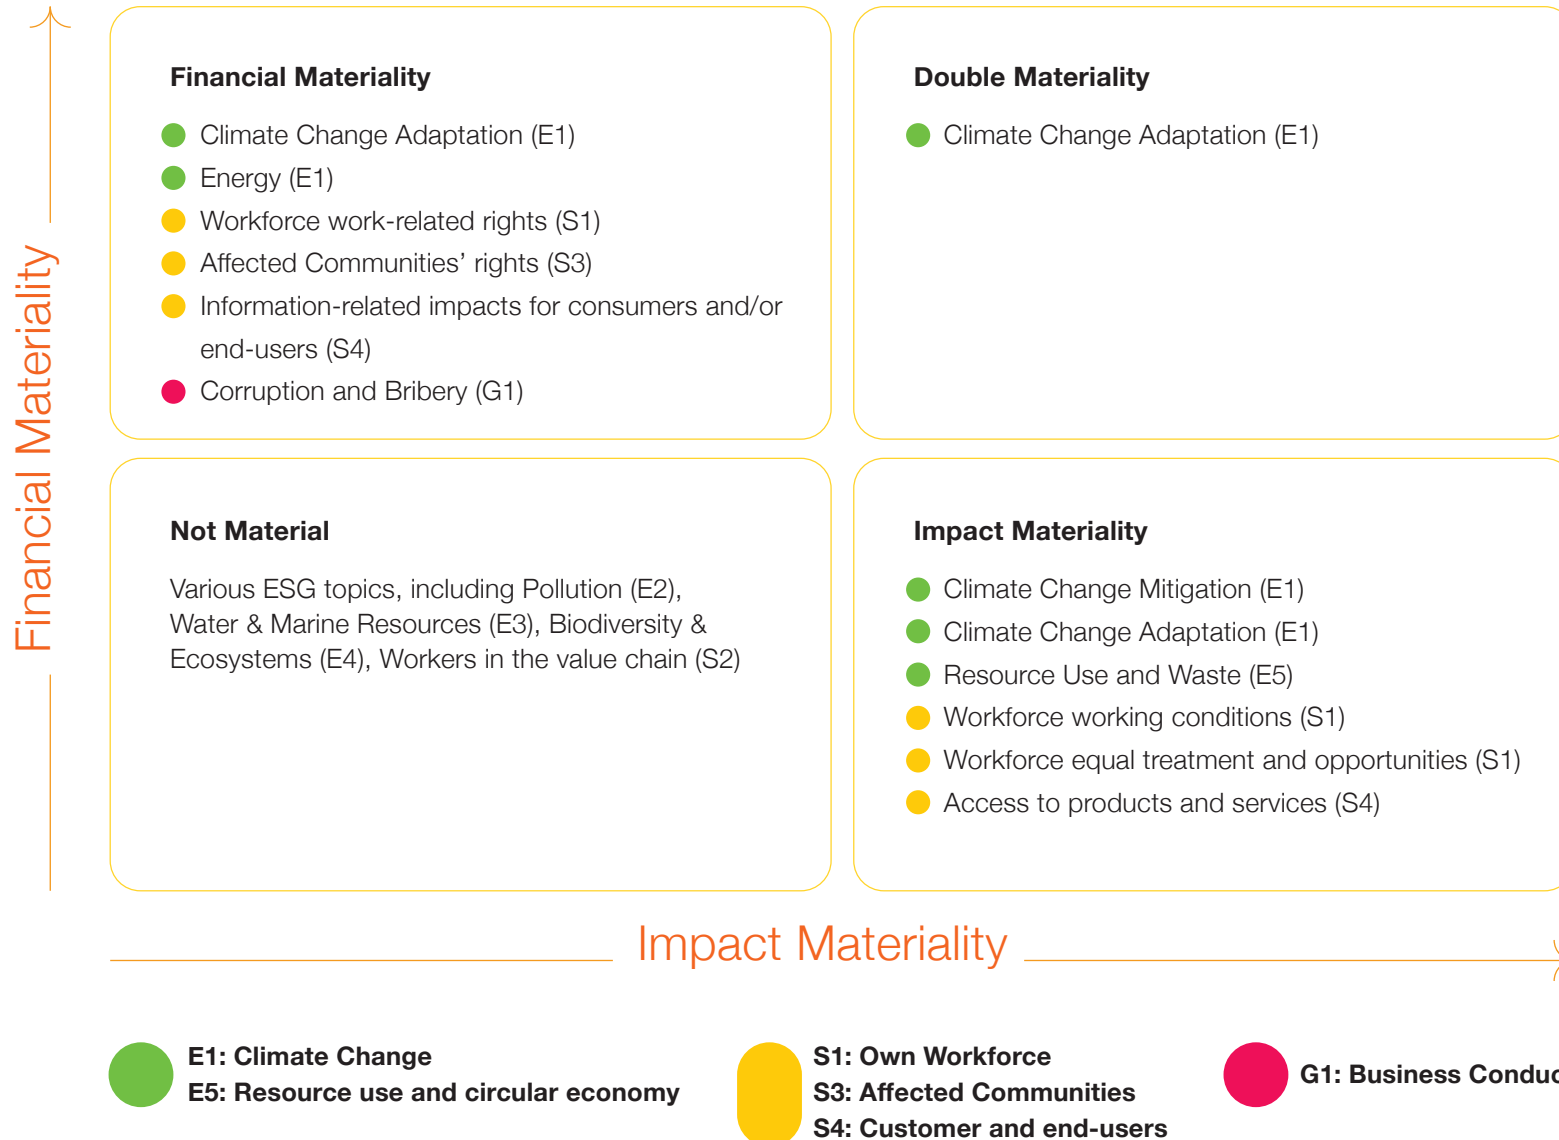 Financial Materiality
Financial Materiality
Climate Change Adaptation (E1)
Energy (E1)
Workforce work-related rights (S1)
Affected Communities’ rights (S3)
Information-related impacts for consumers and/or
end-users (S4)
Corruption and Bribery (G1)
Double Materiality
Climate Change Adaptation (E1)
Not Material
Various ESG topics, including Pollution (E2),
Water & Marine Resources (E3), Biodiversity &
Ecosystems (E4), Workers in the value chain (S2)
Impact Materiality
Climate Change Mitigation (E1)
Climate Change Adaptation (E1)
Resource Use and Waste (E5)
Workforce working conditions (S1)
Workforce equal treatment and opportunities (S1)
Access to products and services (S4)
Impact Materiality
E1: Climate Change
E5: Resource use and circular economy
S1: Own Workforce
S3: Affected Communities
S4: Customer and end-users
G1: Business Conduc